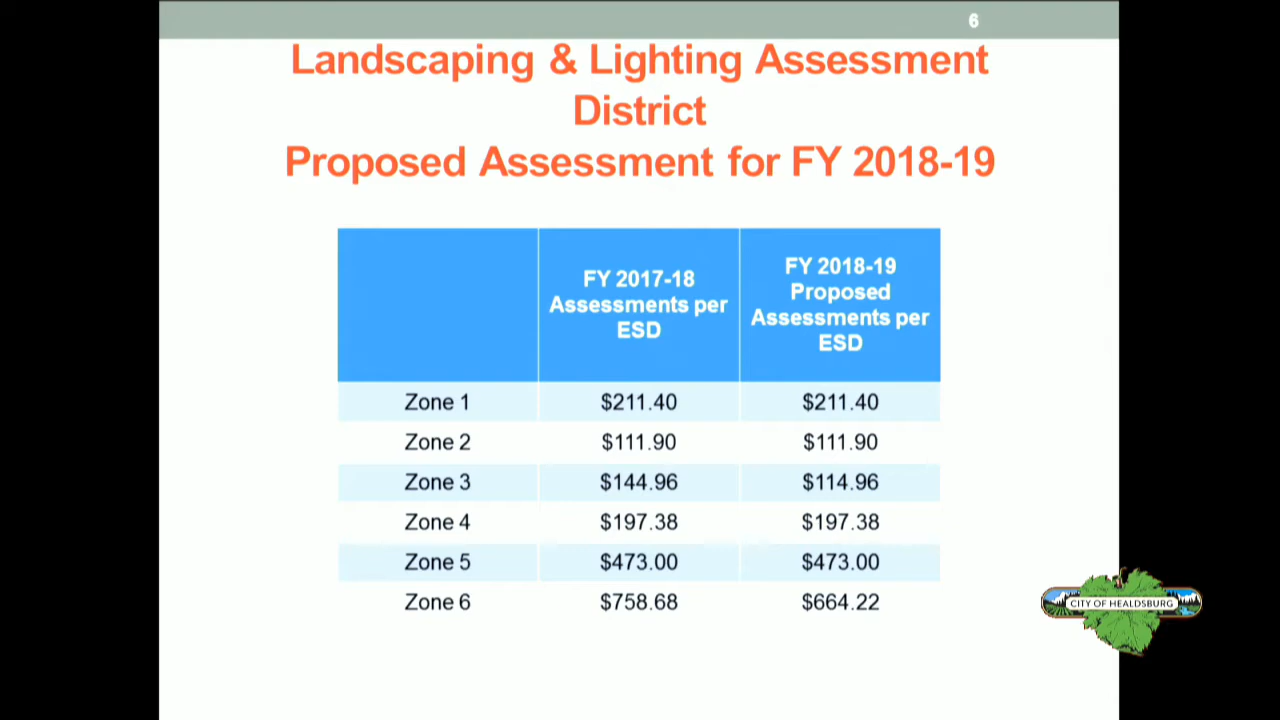 6
Landscaping & Lighting Assessment
District
Proposed Assessment for FY 2018-19
FY 2017-18
Assessments per
ESD
FY 2018-19
Proposed
Assessments per
ESD
Zone 1 $211.40 $211.40
Zone 2 $111.90 $111.90
Zone 3 $144.96 $114.96
Zone 4 $197.38 $197.38
Zone 5 $473.00 $473.00
Zone 6 $758.68 $664.22
CITY OF HEALDSBURG